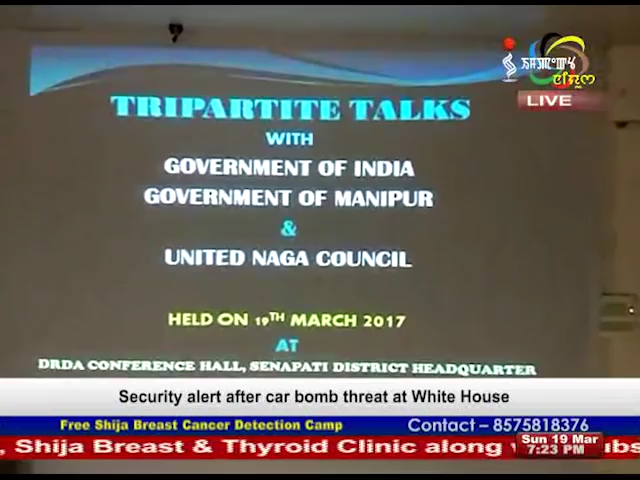 TRIPARTITE TALKS
WITH
GOVERNMENT OF INDIA
GOVERNMENT OF MANIPUR
&
UNITED NAGA COUNCIL
HELD ON 19TH MARCH 2017
AT
DRDA CONFERENCE HALL, SENAPATI DISTRICT HEADQUARTER
LIVE
Security alert after car bomb threat at White House
Free Shija Breast Cancer Detection Camp
Contact – 8575818376
, Shija Breast & Thyroid Clinic along
Sun 19 Mar
7:23 PM